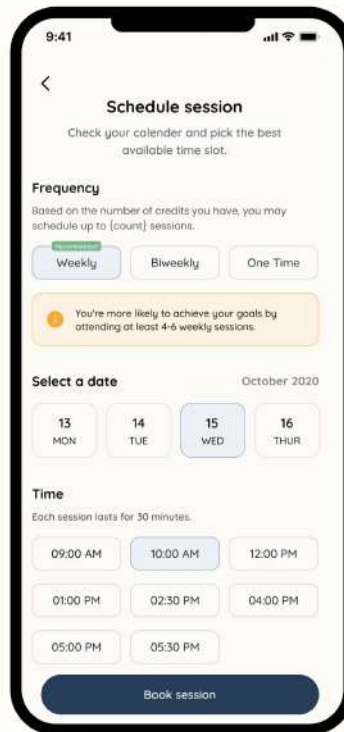 9:41
Schedule session
Check your calender and pick the best
available time slot.
Frequency
Based on the number of credits you have, you may
schedule up to {count} sessions.
Recommended
Weekly Biweekly One Time
You're more likely to achieve your goals by
attending at least 4-6 weekly sessions.
Select a date October 2020
13 14 15 16
MON TUE WED THUR
Time
Each session lasts for 30 minutes.
09:00 AM 10:00 AM 12:00 PM
01:00 PM 02:30 PM 04:00 PM
05:00 PM 05:30 PM
Book session